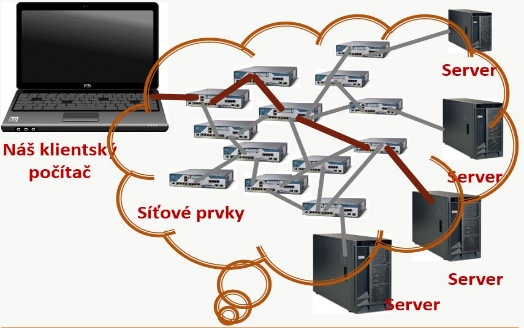 Náš klientský
počítač
Síťové prvky
Server
Server
Server
Server